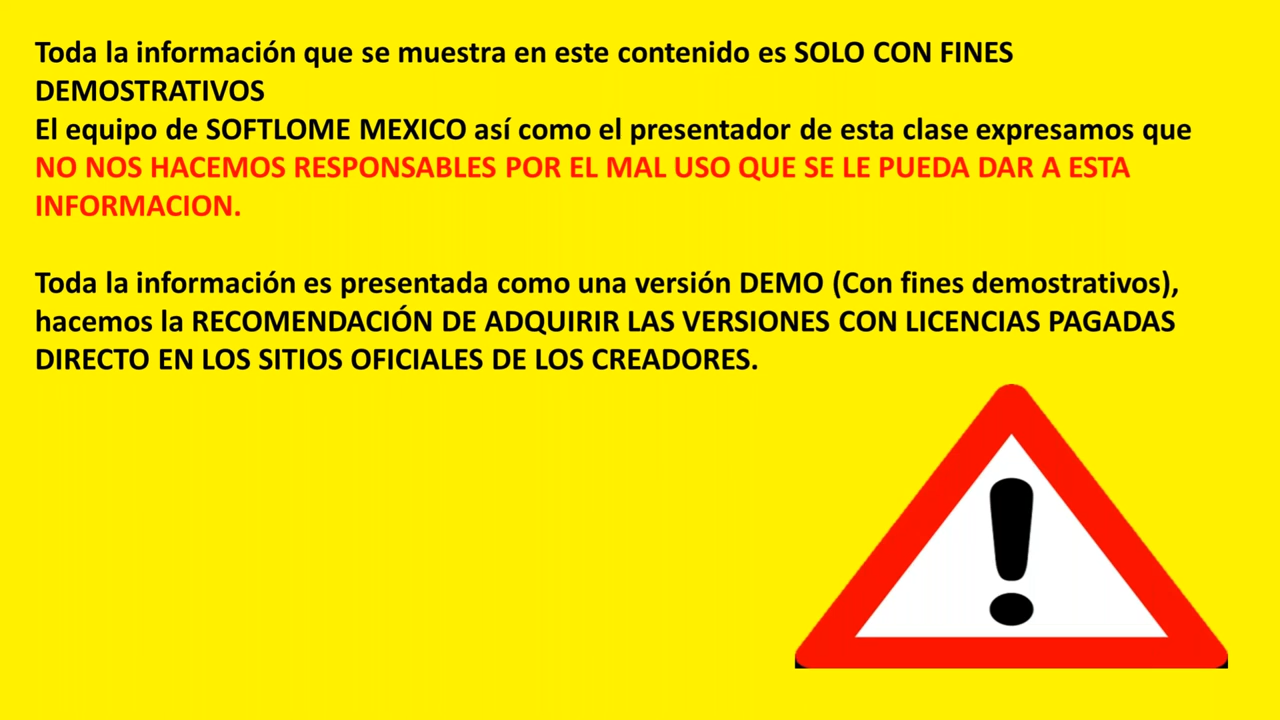 Toda la información que se muestra en este contenido es SOLO CON FINES
DEMOSTRATIVOS
El equipo de SOFTLOME MEXICO así como el presentador de esta clase expresamos que
NO NOS HACEMOS RESPONSABLES POR EL MAL USO QUE SE LE PUEDA DAR A ESTA
INFORMACION.
Toda la información es presentada como una versión DEMO (Con fines demostrativos),
hacemos la RECOMENDACIÓN DE ADQUIRIR LAS VERSIONES CON LICENCIAS PAGADAS
DIRECTO EN LOS SITIOS OFICIALES DE LOS CREADORES.